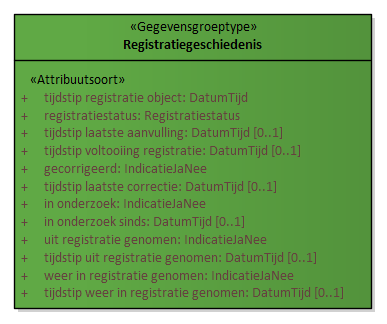 «Gegevensgroeptype»
Registratiegeschiedenis
«Attribuutsoort»
+ tijdstip registratie object: DatumTijd
+ registratiestatus: Registratiestatus
+ tijdstip laatste aanvulling: DatumTijd [0..1]
+ tijdstip voltooiing registratie: DatumTijd [0..1]
+ gecorrigeerd: IndicatieJaNee
+ tijdstip laatste correctie: DatumTijd [0..1]
+ in onderzoek: IndicatieJaNee
+ in onderzoek sinds: DatumTijd [0..1]
+ uit registratie genomen: IndicatieJaNee
+ tijdstip uit registratie genomen: DatumTijd [0..1]
+ weer in registratie genomen: IndicatieJaNee
+ tijdstip weer in registratie genomen: DatumTijd [0..1]